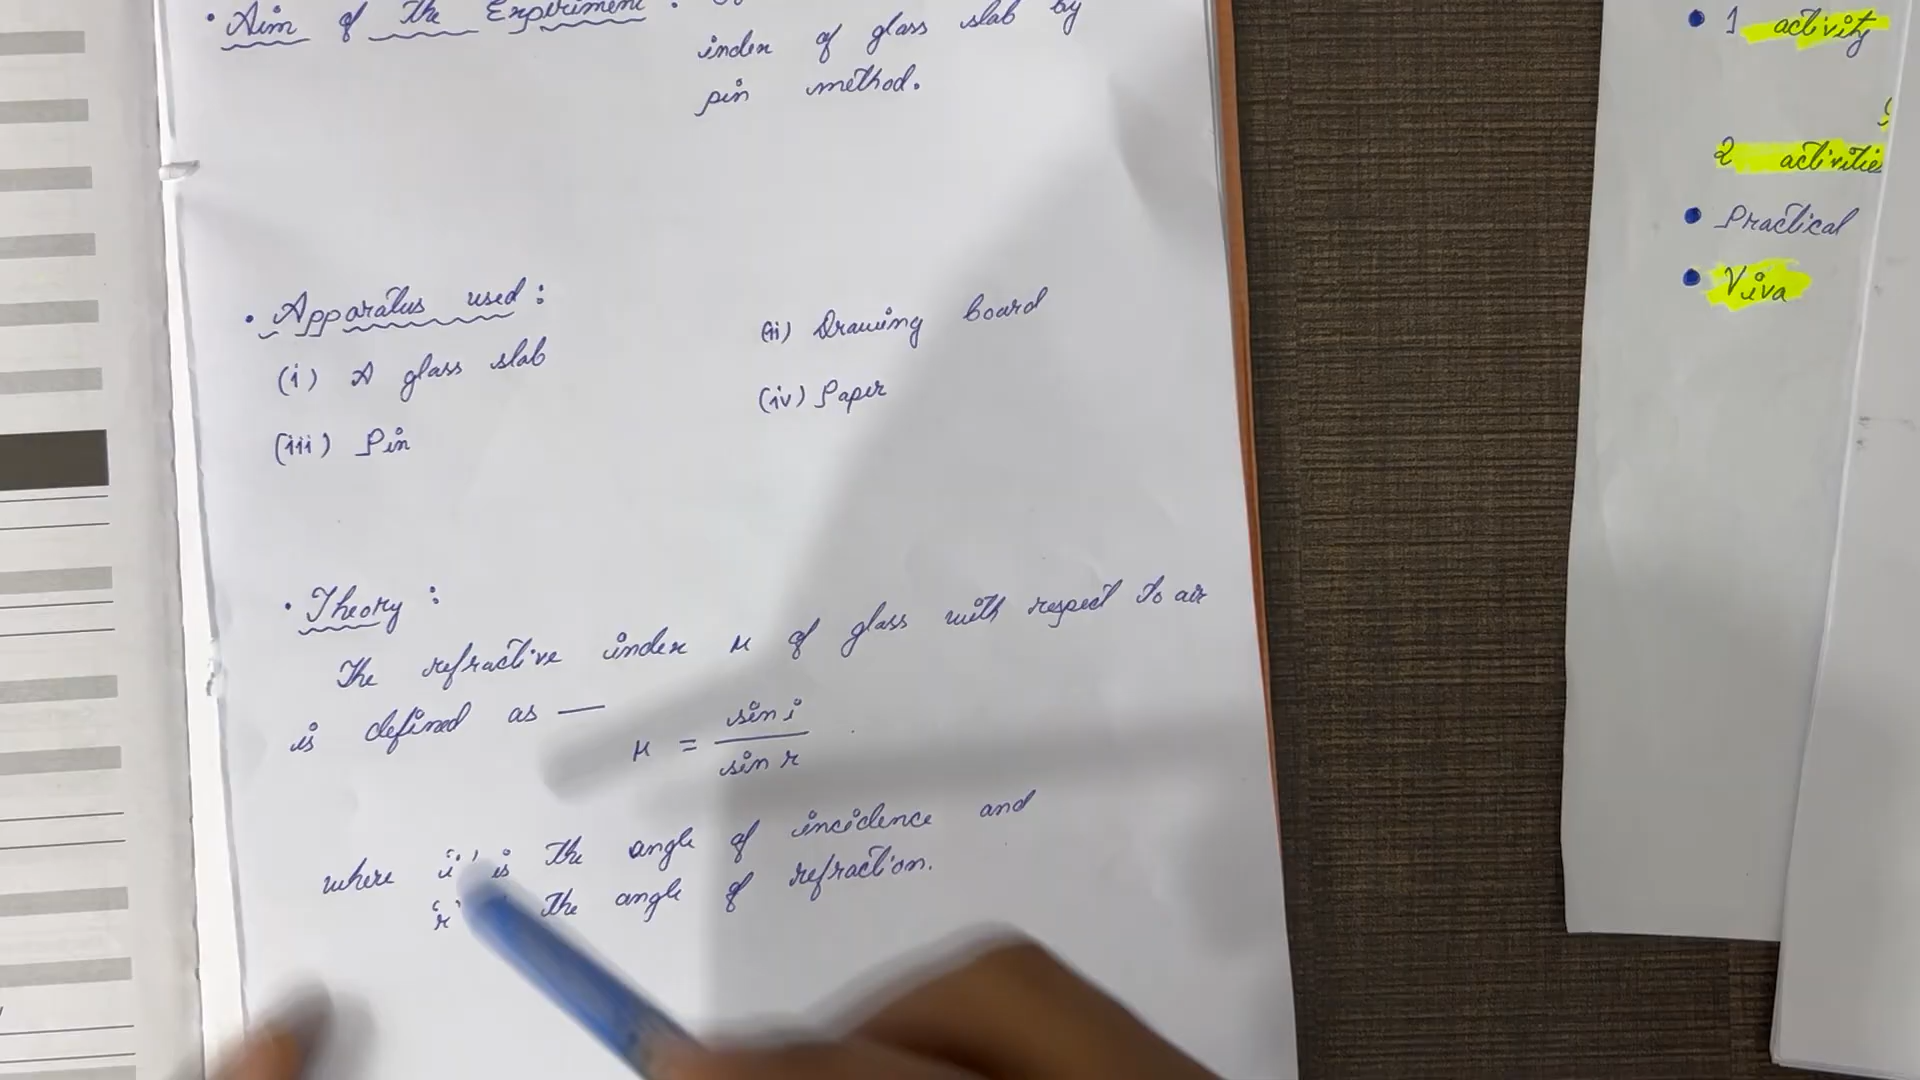 • Aim of The Experiment :
index of glass slab by
pin method.
• Apparatus used :
(i) A glass slab
(ii) Drawing board
(iii) Pin
(iv) Paper
• Theory :
The refractive index μ of glass with respect to air
is defined as —
μ = sin i / sin r
where 'i' is the angle of incidence and
'r' the angle of refraction.
• 1 activity
2 activities
• Practical
• Viva